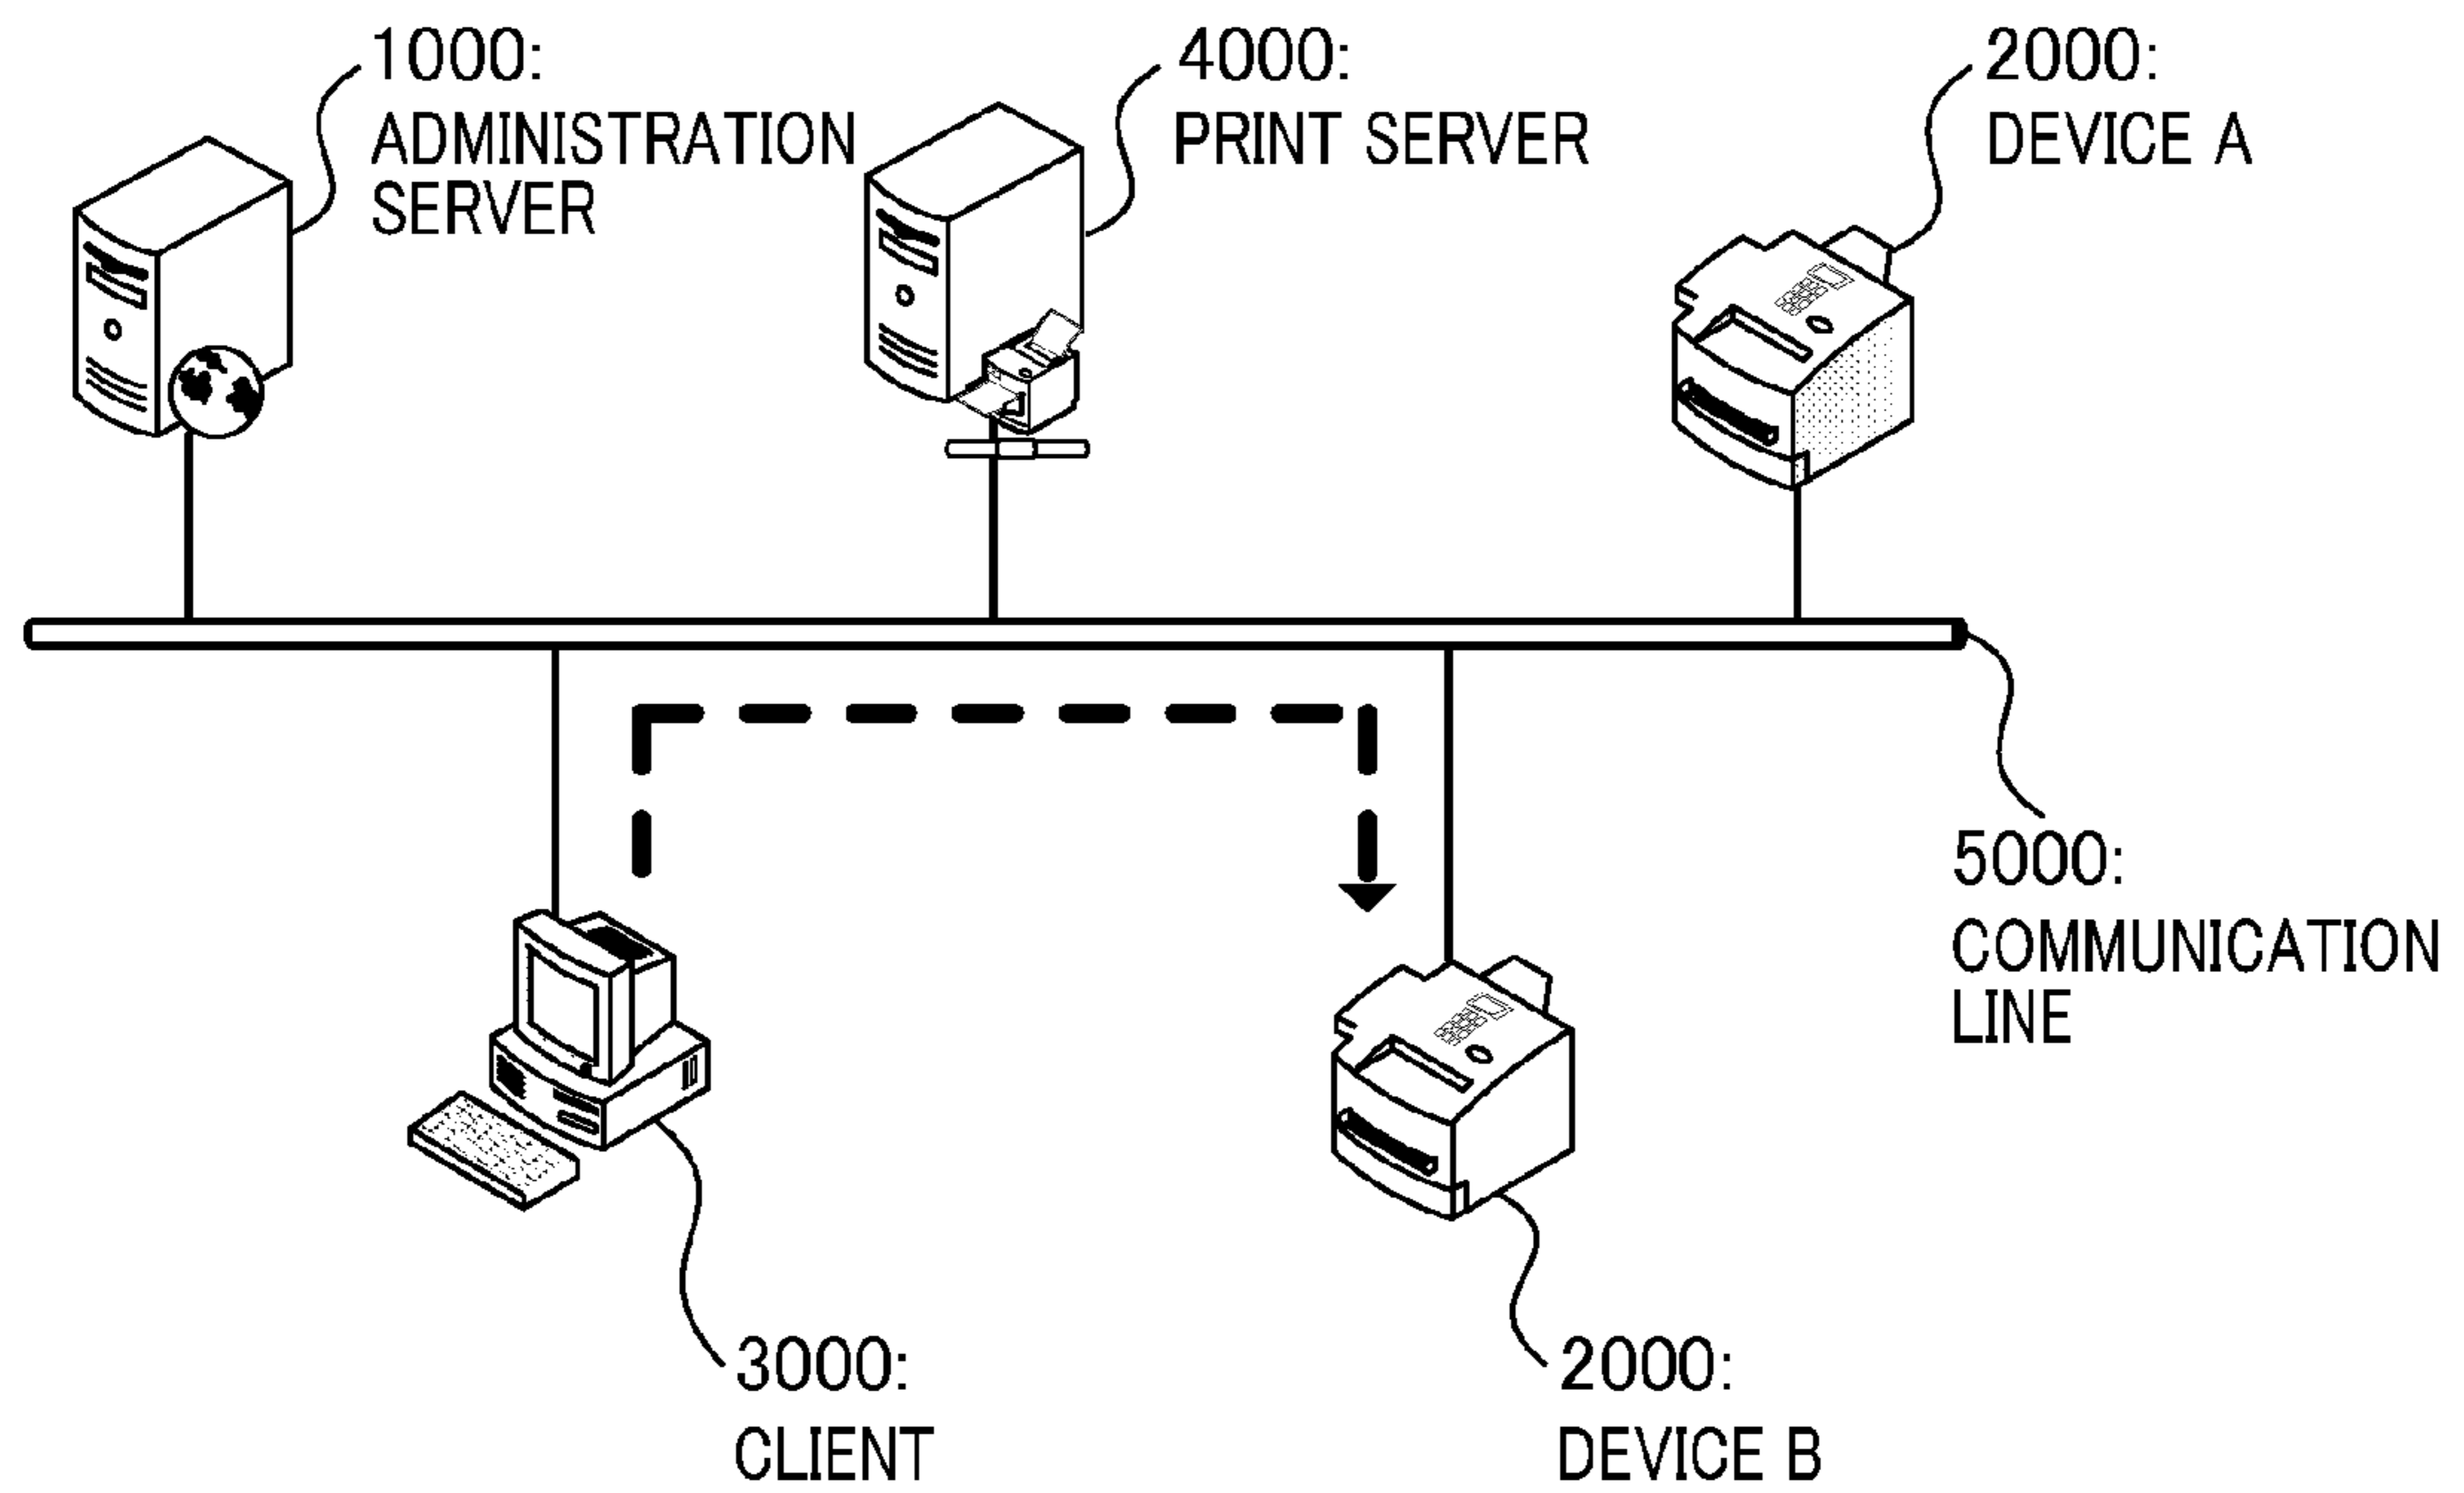 1000:
ADMINISTRATION
SERVER
4000:
PRINT SERVER
2000:
DEVICE A
5000:
COMMUNICATION
LINE
3000:
CLIENT
2000:
DEVICE B